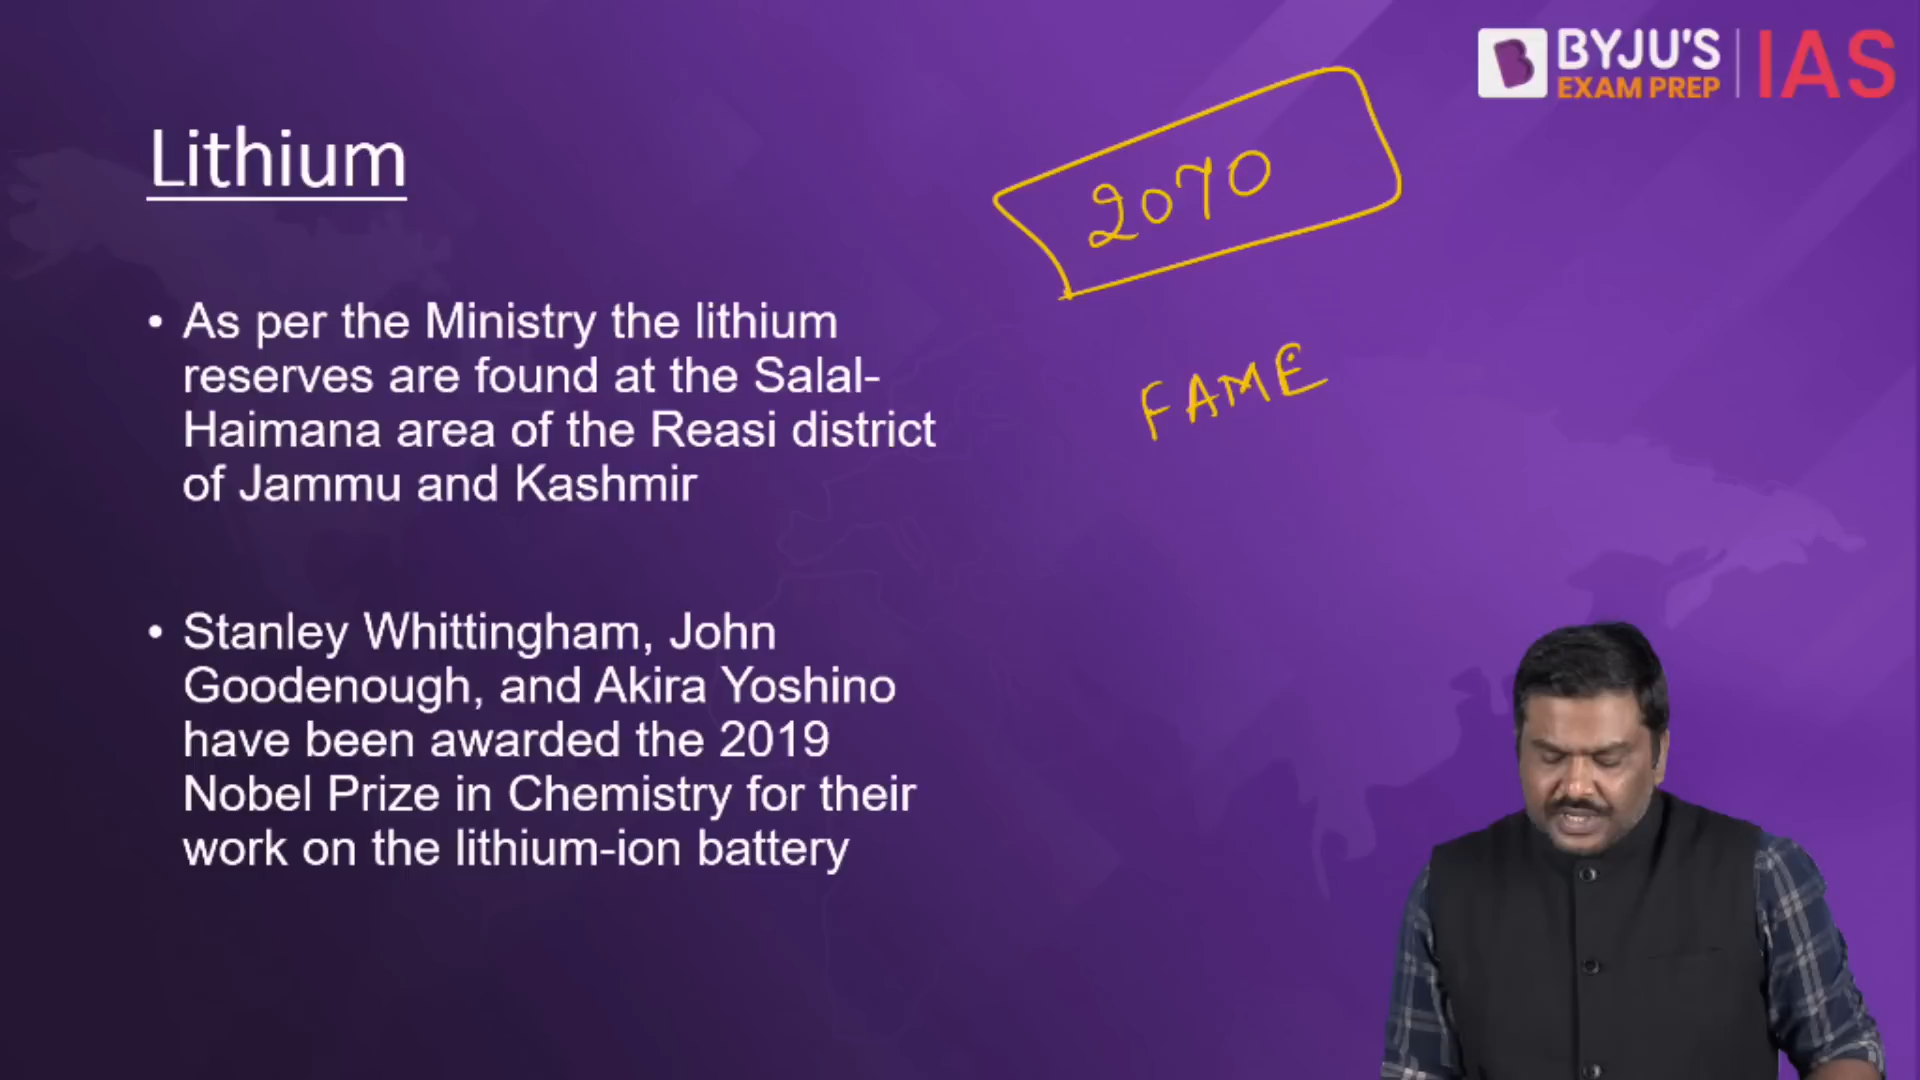 BYJU'S
EXAM PREP
IAS
Lithium
2070
• As per the Ministry the lithium
reserves are found at the Salal-
Haimana area of the Reasi district
of Jammu and Kashmir
FAME
• Stanley Whittingham, John
Goodenough, and Akira Yoshino
have been awarded the 2019
Nobel Prize in Chemistry for their
work on the lithium-ion battery